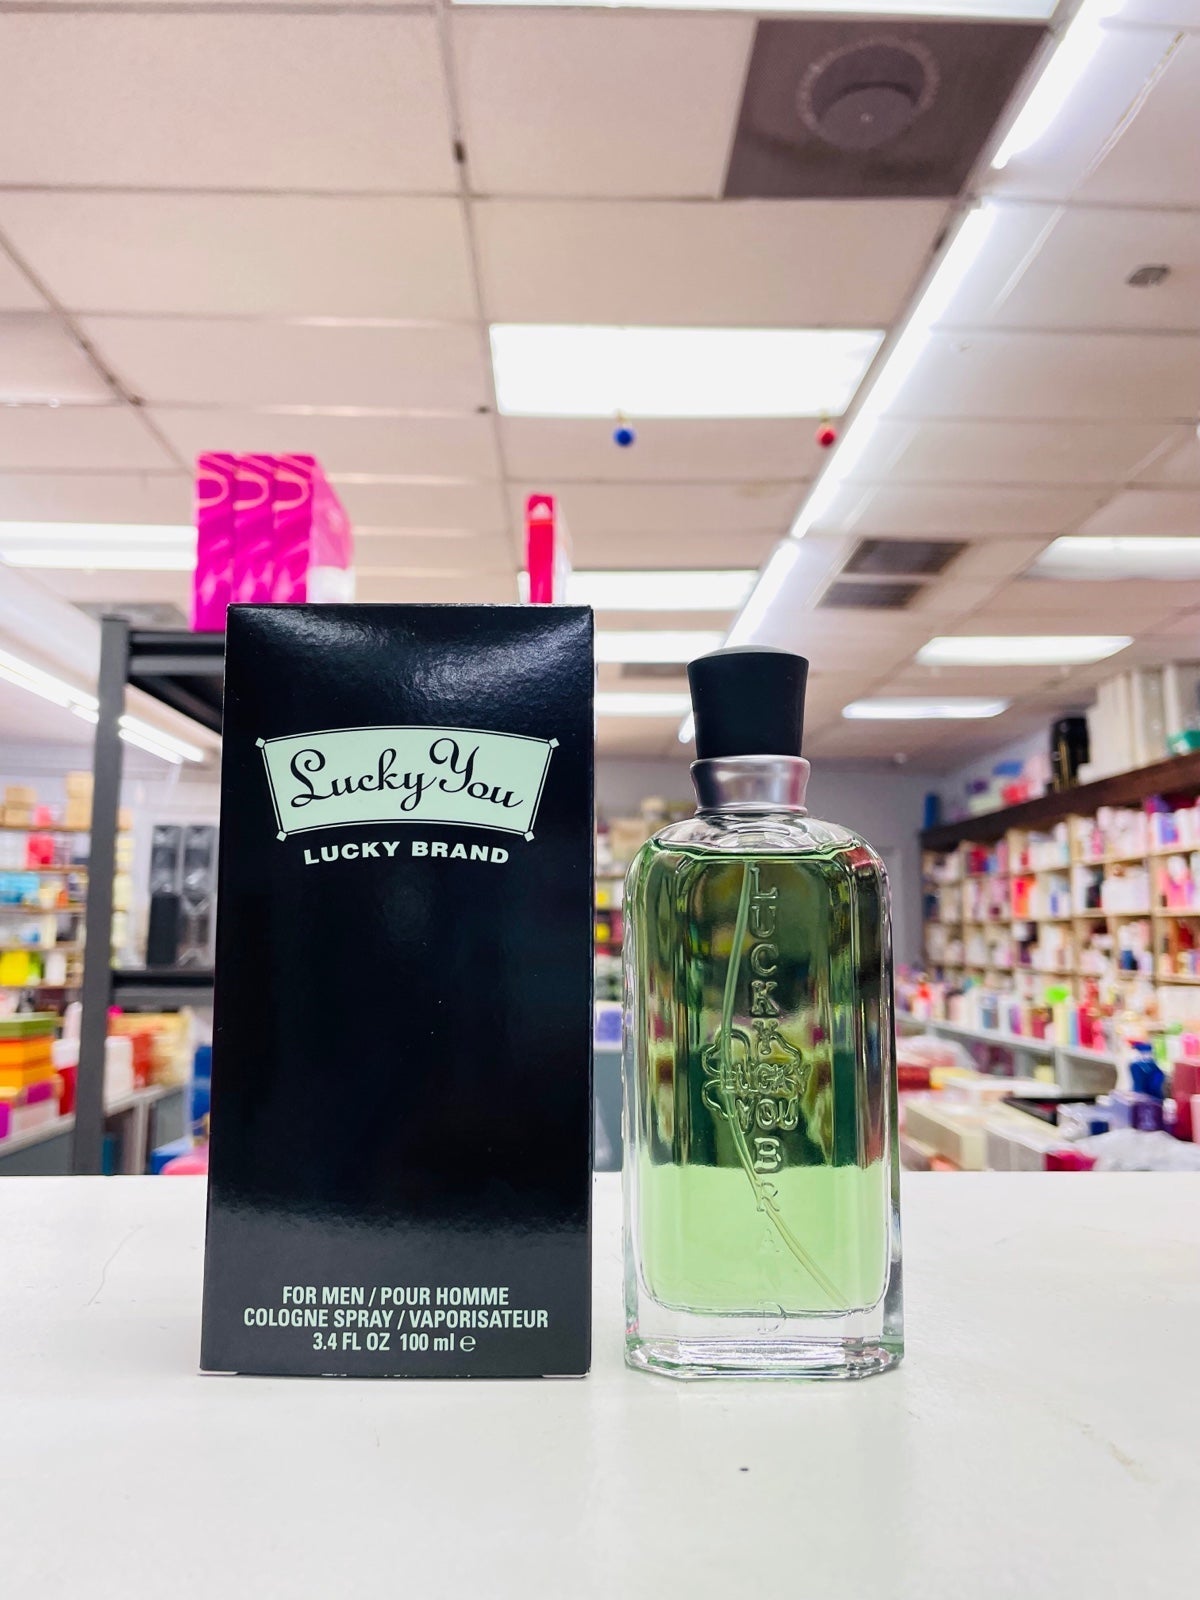 Lucky You
LUCKY BRAND
FOR MEN / POUR HOMME
COLOGNE SPRAY / VAPORISATEUR
3.4 FL OZ 100 ml ℮
LUCKY BRAND
LUCKY
YOU